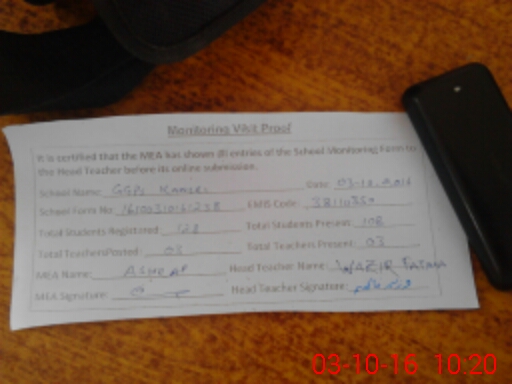 Monitoring Visit Proof
It is certified that the MEA has shown all entries of the School Monitoring Form to
the Head Teacher before its online submission.
School Name: GGPS Date: 03-10-2016
School Form No: EMIS Code: 38110350
Total Students Registered: Total Students Present: 108
Total Teachers Posted: 03 Total Teachers Present: 03
MEA Name: ASHRAF Head Teacher Name: WAZIR FATIMA
MEA Signature: Head Teacher Signature:
03-10-16 10:20